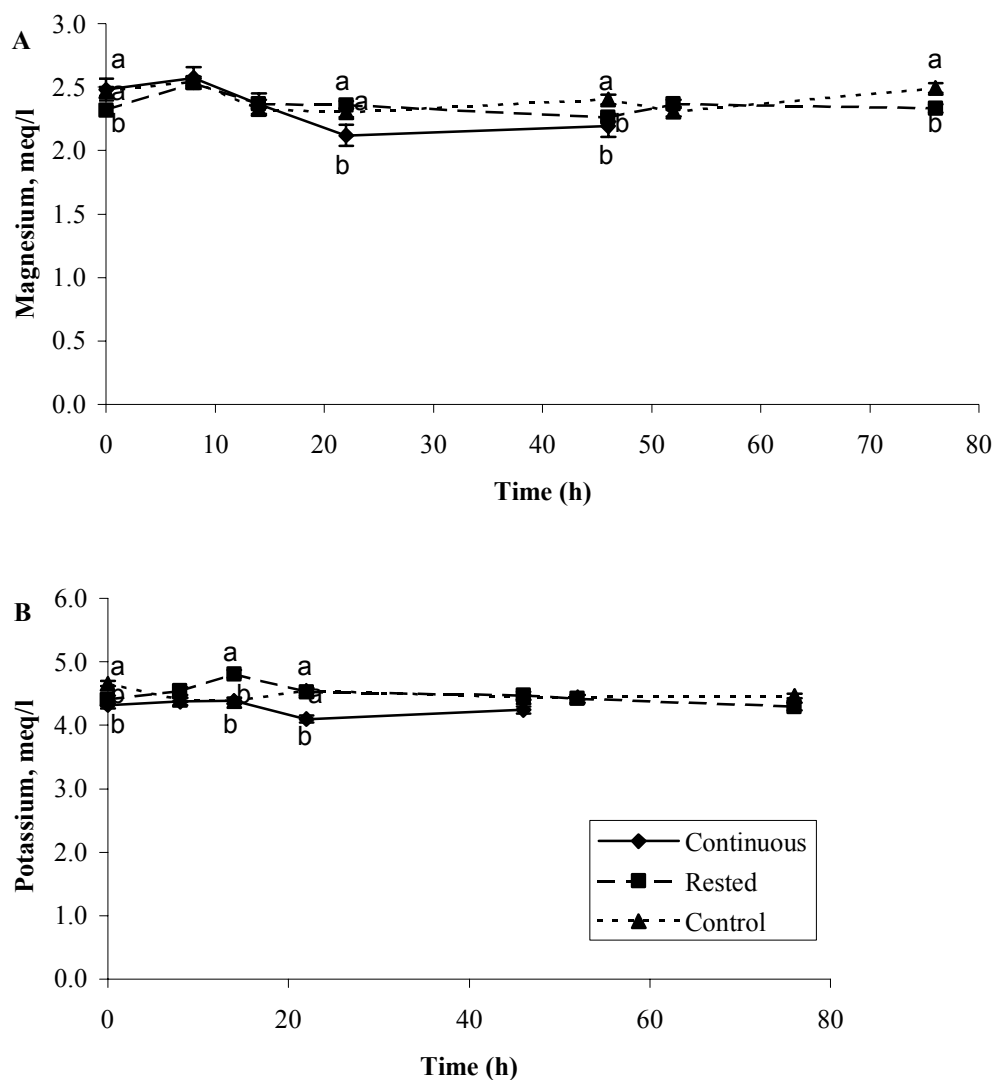 A
3.0
a a a
a
2.5
a a
b b b
2.0
b b
1.5
1.0
0.5
0.0
Magnesium, meq/l
0 10 20 30 40 50 60 70 80
Time (h)
B
6.0
a a a
5.0
b b a
4.0
b b b
3.0
2.0
1.0
0.0
Potassium, meq/l
Continuous
Rested
Control
0 20 40 60 80
Time (h)